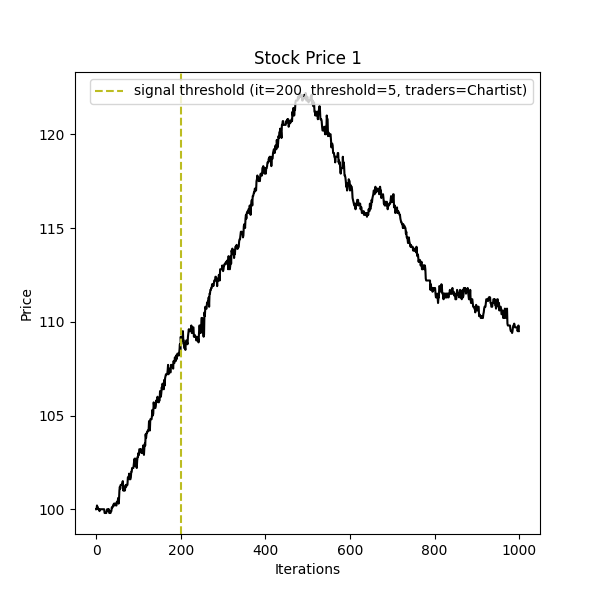 Stock Price 1
signal threshold (it=200, threshold=5, traders=Chartist)
Price
120
115
110
105
100
0 200 400 600 800 1000
Iterations